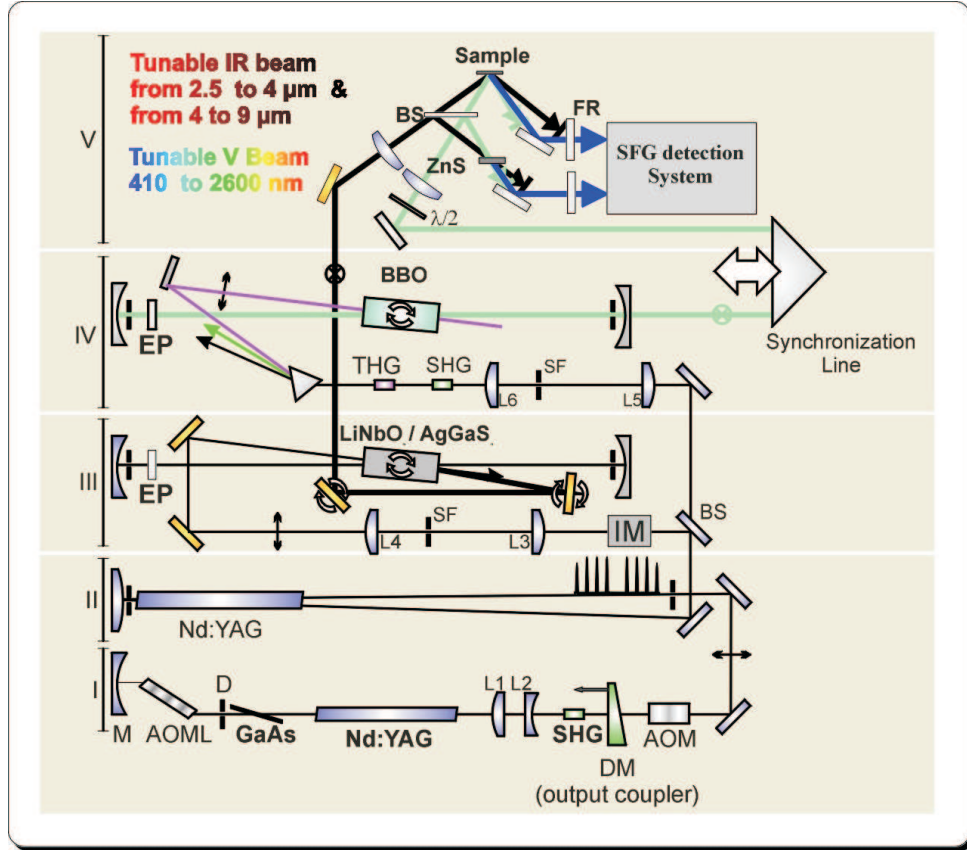 Tunable IR beam
from 2.5 to 4 µm &
from 4 to 9 µm
Tunable V Beam
410 to 2600 nm
V
Sample
BS
FR
ZnS
SFG detection
System
λ/2
BBO
IV
EP
Synchronization
Line
THG
SHG
SF
L6
L5
LiNbO / AgGaS
III
EP
BS
SF
L4
L3
IM
II
Nd:YAG
I
M
AOML
D
GaAs
Nd:YAG
L1
L2
SHG
DM
(output coupler)
AOM